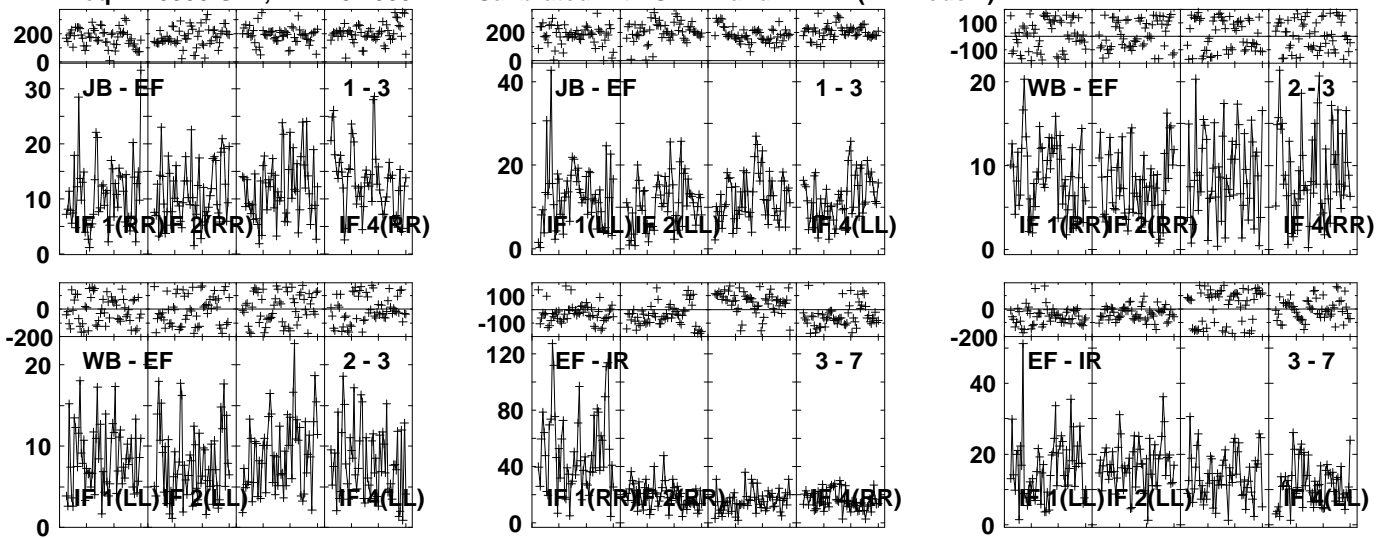 200
0
30
20
10
0
JB - EF
1 - 3
IF 1(RR)
IF 2(RR)
IF 4(RR)
200
0
40
20
0
JB - EF
1 - 3
IF 1(LL)
IF 2(LL)
IF 4(LL)
100
-100
20
10
0
WB - EF
2 - 3
IF 1(RR)
IF 2(RR)
IF 4(RR)
0
-200
20
10
0
WB - EF
2 - 3
IF 1(LL)
IF 2(LL)
IF 4(LL)
100
-100
120
80
40
0
EF - IR
3 - 7
IF 1(RR)
IF 2(RR)
IF 4(RR)
0
-200
40
20
0
EF - IR
3 - 7
IF 1(LL)
IF 2(LL)
IF 4(LL)